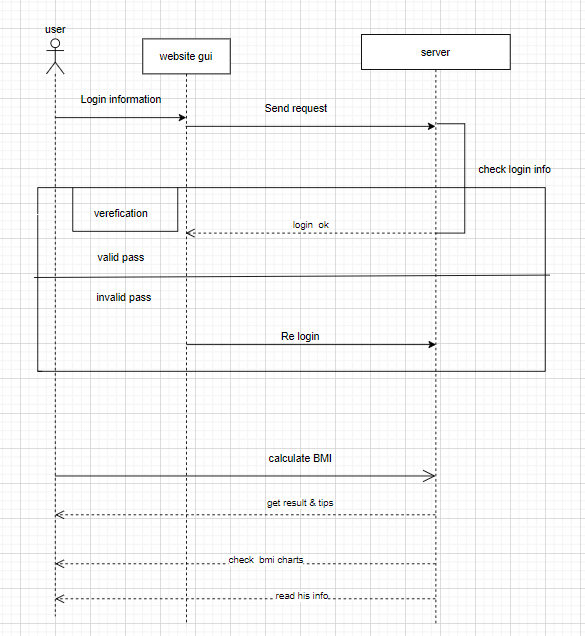 user
website gui
server
Login information
Send request
check login info
verefication
login ok
valid pass
invalid pass
Re login
calculate BMI
get result & tips
check bmi charts
read his info